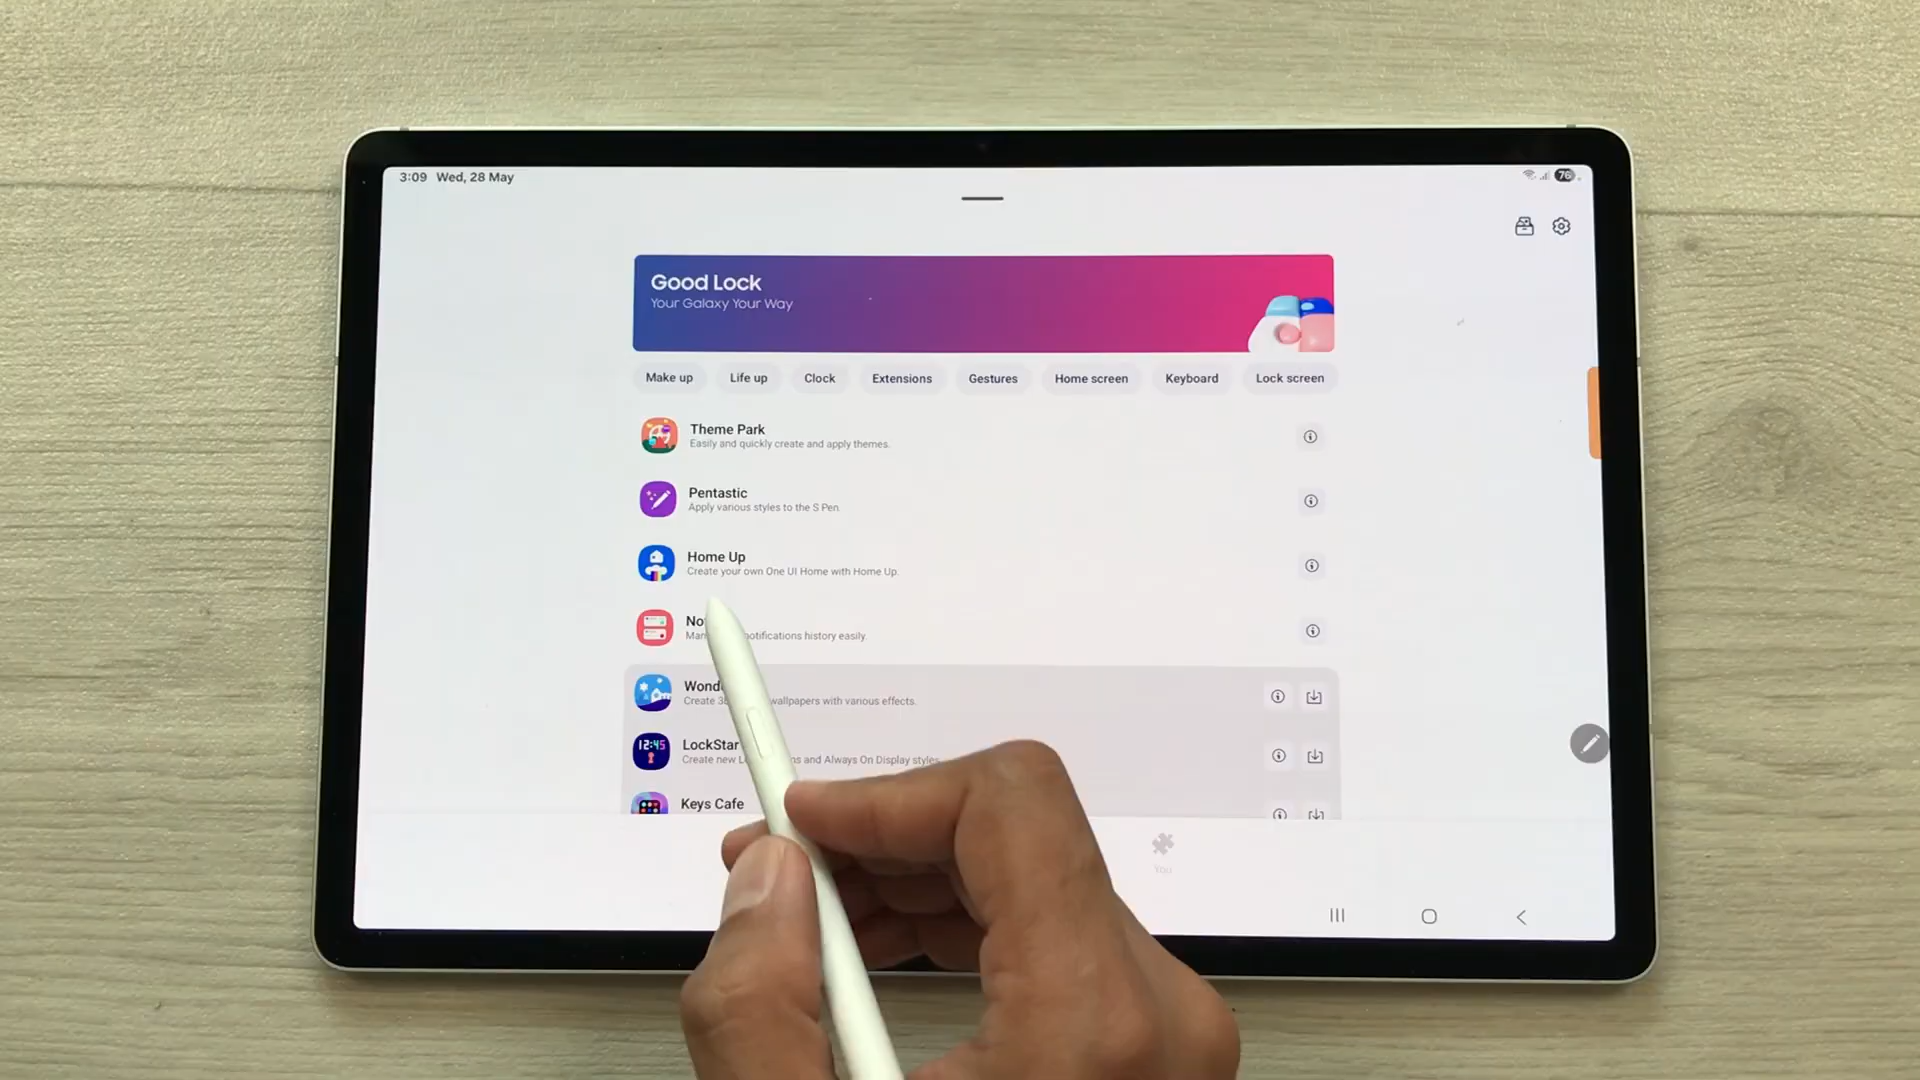 3:09 Wed, 28 May
76
Good Lock
Your Galaxy Your Way
Make up Life up Clock Extensions Gestures Home screen Keyboard Lock screen
Theme Park
Easily and quickly create and apply themes.
Pentastic
Apply various styles to the S Pen.
Home Up
Create your own One UI Home with Home Up.
notifications history easily.
Create wallpapers with various effects.
LockStar
Create new and Always On Display styles.
Keys Cafe
You